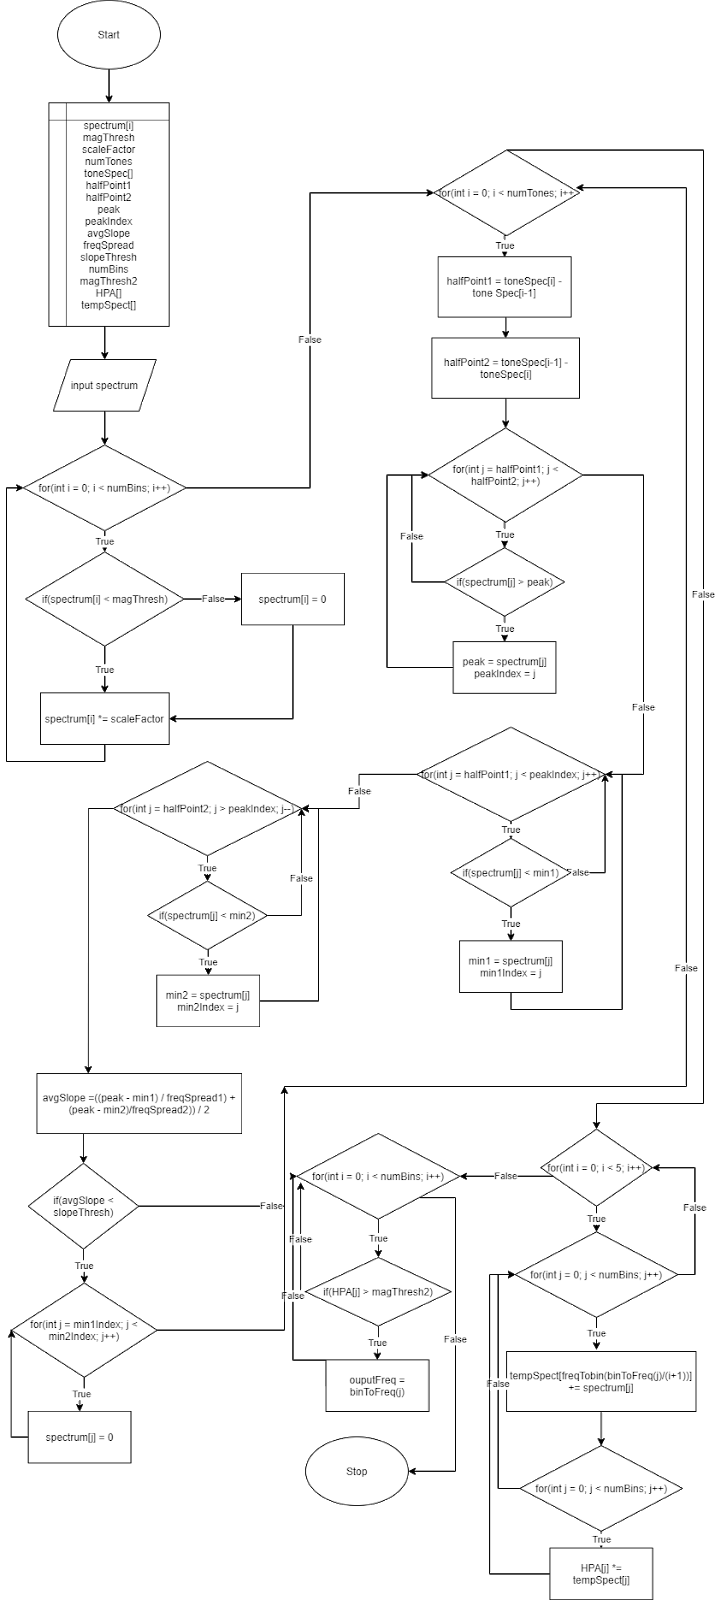 Start
spectrum[i]
magThresh
scaleFactor
numTones
toneSpec[]
halfPoint1
halfPoint2
peak
peakIndex
avgSlope
freqSpread
slopeThresh
numBins
magThresh2
HPA[]
tempSpect[]
input spectrum
for(int i = 0; i < numBins; i++)
True
if(spectrum[i] < magThresh)
False
spectrum[i] = 0
True
spectrum[i] *= scaleFactor
False
for(int i = 0; i < numTones; i++
True
halfPoint1 = toneSpec[i] -
tone Spec[i-1]
halfPoint2 = toneSpec[i-1] -
toneSpec[i]
for(int j = halfPoint1; j <
halfPoint2; j++)
True
False
if(spectrum[j] > peak)
True
peak = spectrum[j]
peakIndex = j
False
False
for(int j = halfPoint1; j < peakIndex; j++)
True
if(spectrum[j] < min1)
False
True
min1 = spectrum[j]
min1Index = j
False
for(int j = halfPoint2; j > peakIndex; j--)
True
if(spectrum[j] < min2)
False
True
min2 = spectrum[j]
min2Index = j
avgSlope =((peak - min1) / freqSpread1) +
(peak - min2)/freqSpread2)) / 2
if(avgSlope <
slopeThresh)
False
True
for(int j = min1Index; j <
min2Index; j++)
True
spectrum[j] = 0
False
for(int i = 0; i < 5; i++)
False
True
for(int j = 0; j < numBins; j++)
False
True
tempSpect[freqTobin(binToFreq(j)/(i+1))]
+= spectrum[j]
False
for(int j = 0; j < numBins; j++)
True
HPA[j] *=
tempSpect[j]
for(int i = 0; i < numBins; i++)
True
False
if(HPA[j] > magThresh2)
False
True
ouputFreq =
binToFreq(j)
False
Stop